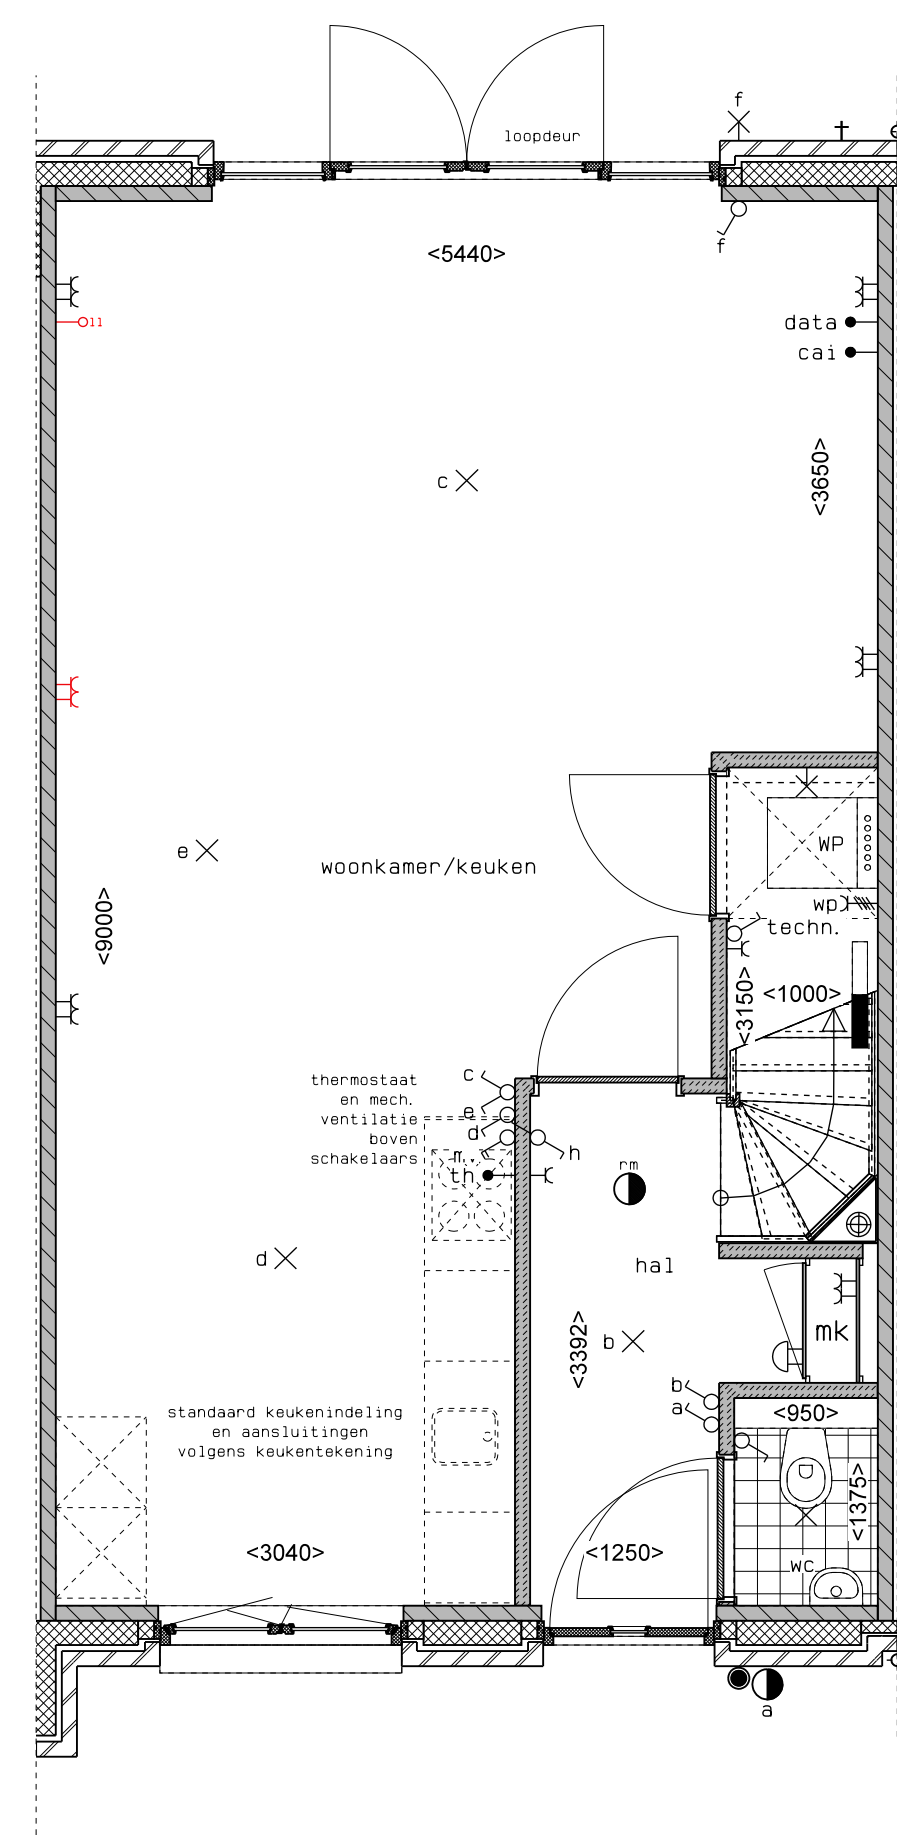 f
loopdeur
<5440>
f
data
11
cai
<3650>
c
e
woonkamer/keuken
WP
wp
techn.
<9000>
<3150>
<1000>
thermostaat
en mech.
ventilatie
boven
schakelaars
c
e
d
m.v.
th
h
rm
hal
d
b
mk
<3392>
b
a
standaard keukenindeling
en aansluitingen
volgens keukentekening
<950>
<1375>
<3040>
<1250>
wc
a